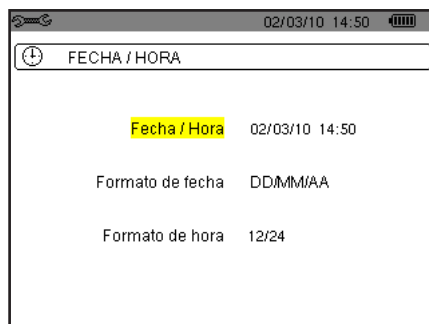 02/03/10 14:50
FECHA / HORA
Fecha / Hora 02/03/10 14:50
Formato de fecha DD/MM/AA
Formato de hora 12/24